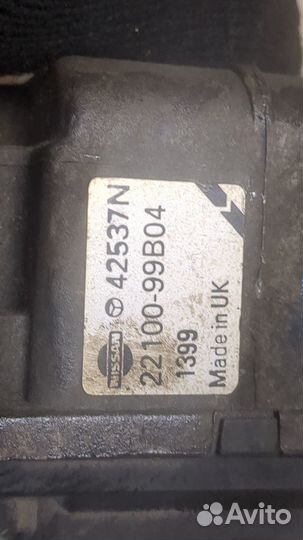 NISSAN 42537N
22100-99B04
1399
Made in UK
Avito